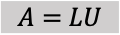 A = LU